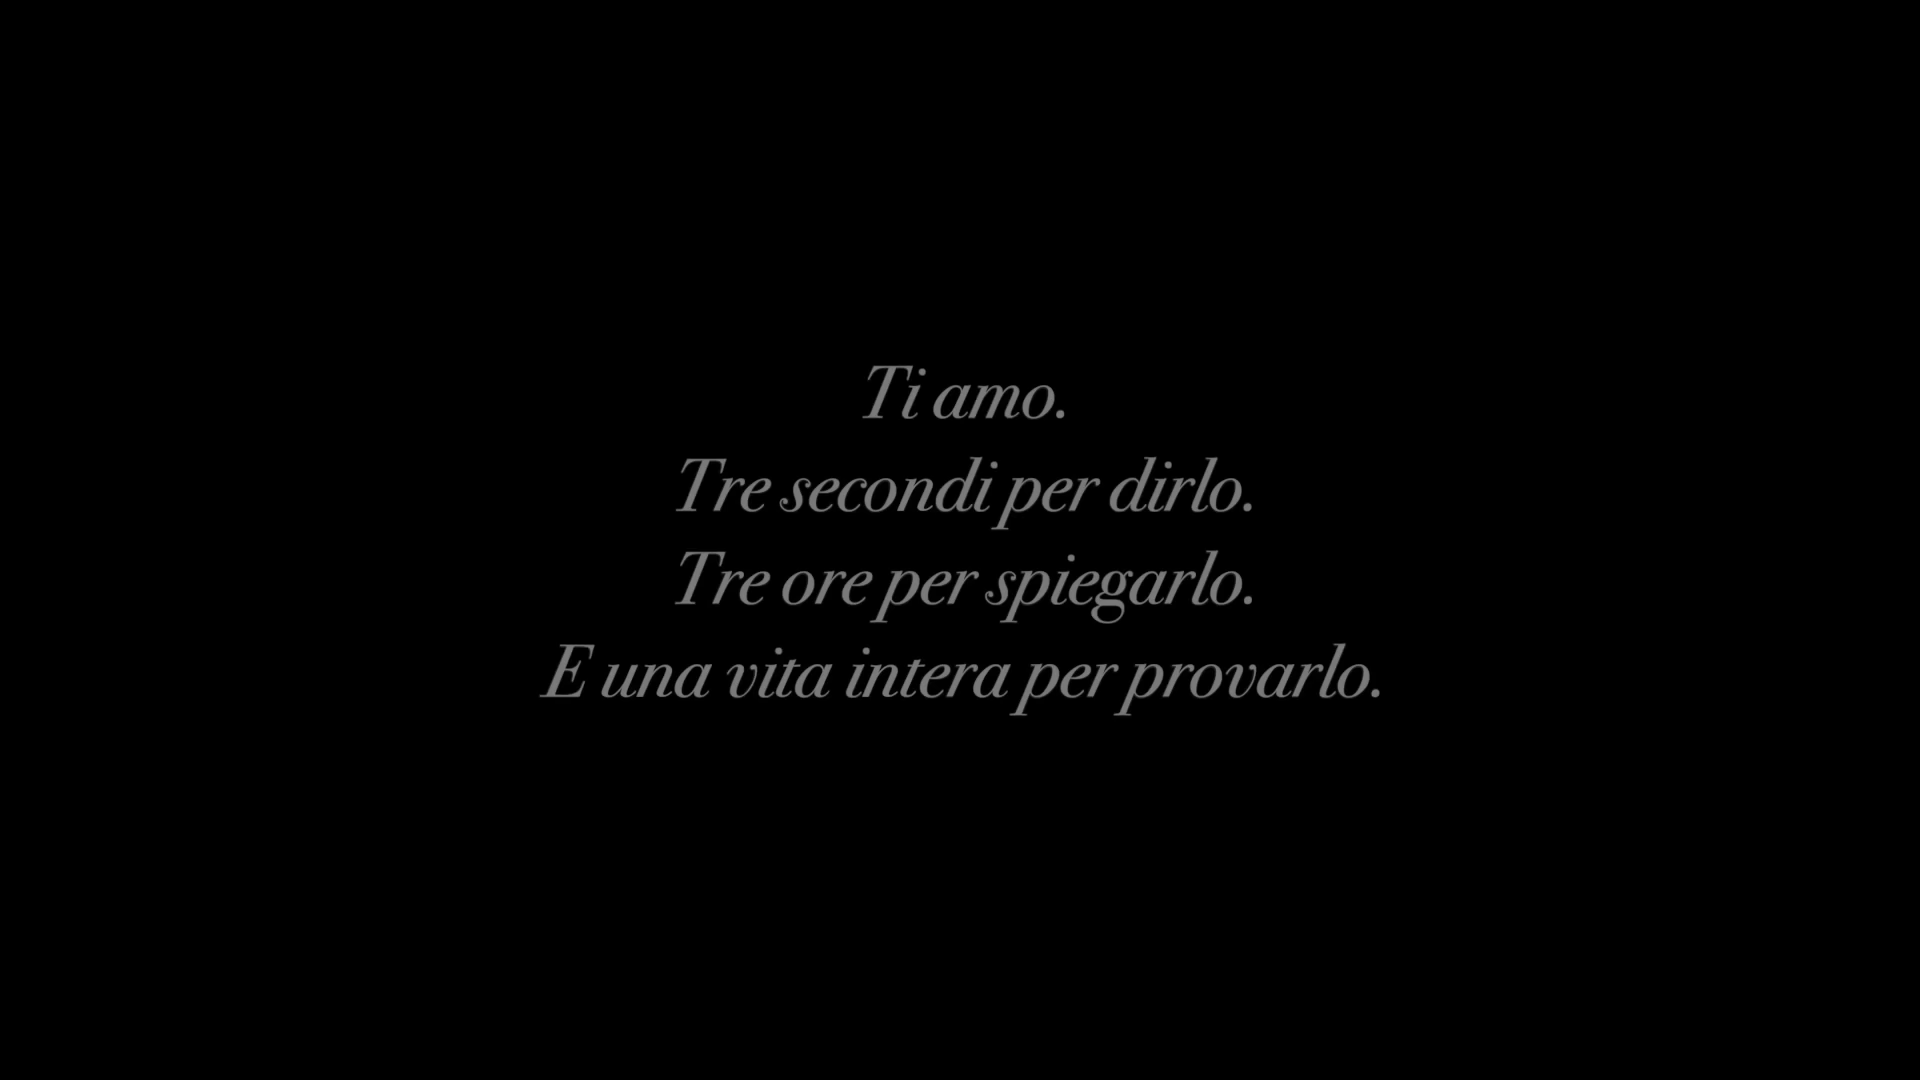 Ti amo.
Tre secondi per dirlo.
Tre ore per spiegarlo.
E una vita intera per provarlo.